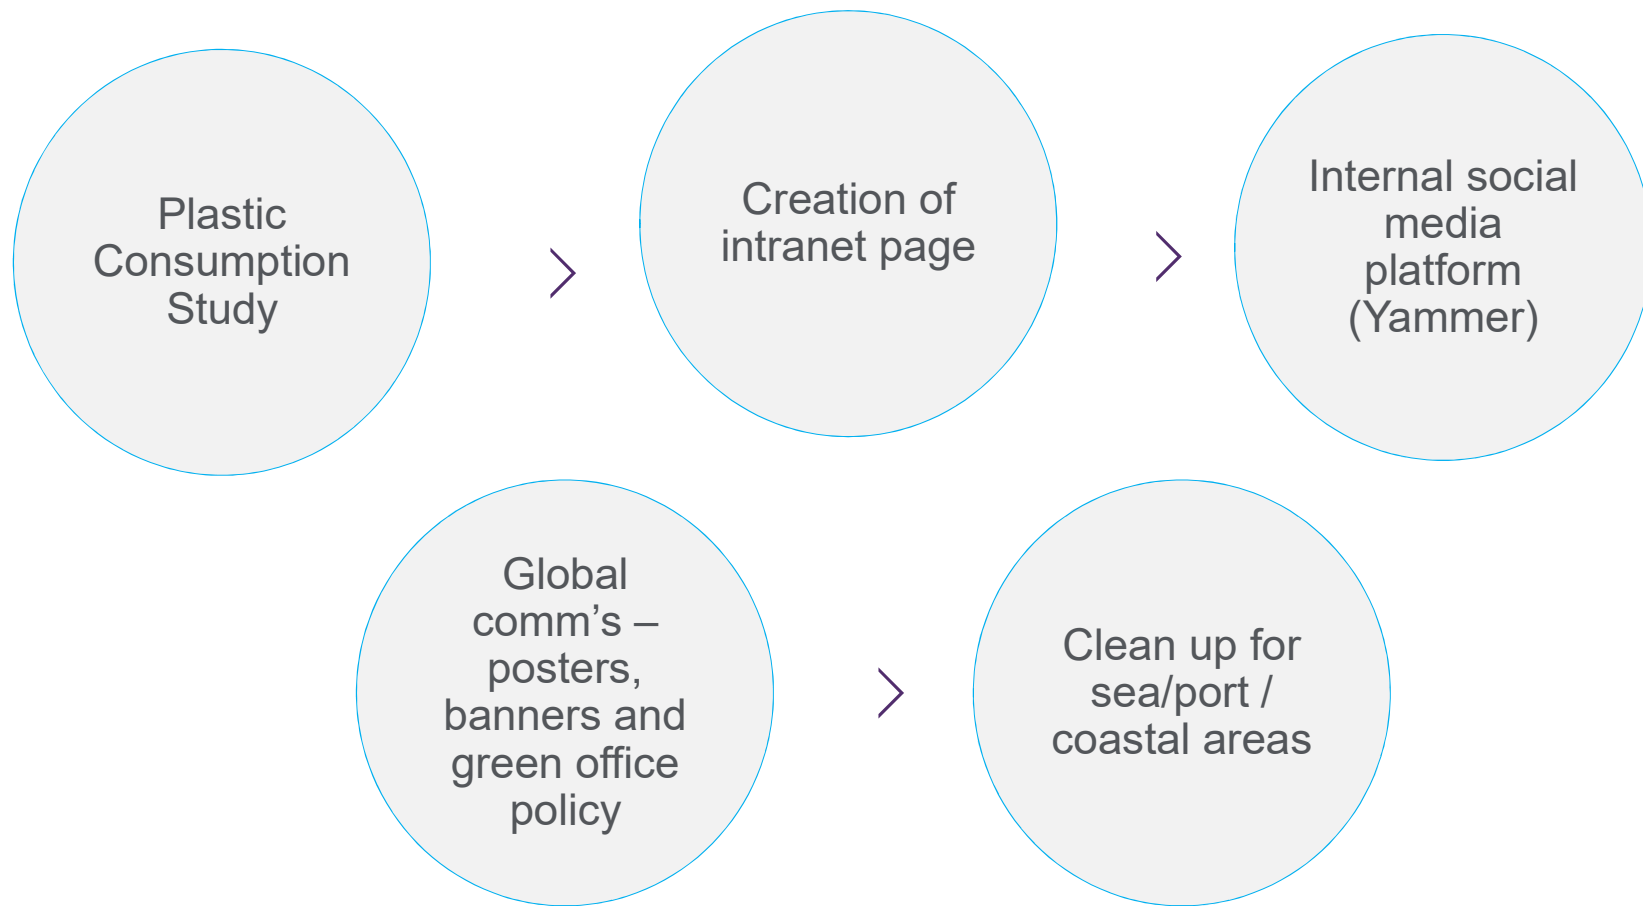 Plastic
Consumption
Study
Creation of
intranet page
Internal social
media
platform
(Yammer)
Global
comm’s –
posters,
banners and
green office
policy
Clean up for
sea/port /
coastal areas